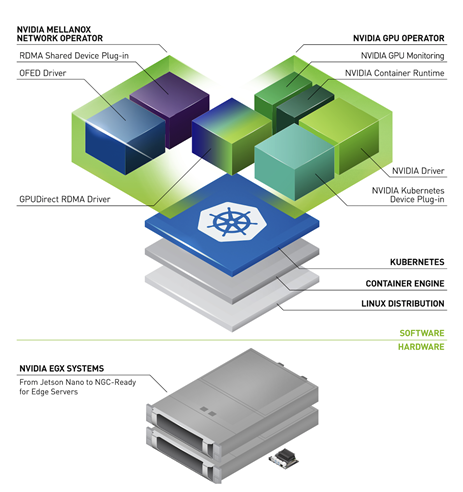 NVIDIA MELLANOX
NETWORK OPERATOR
RDMA Shared Device Plug-in
OFED Driver
GPUDirect RDMA Driver
NVIDIA GPU OPERATOR
NVIDIA GPU Monitoring
NVIDIA Container Runtime
NVIDIA Driver
NVIDIA Kubernetes
Device Plug-in
KUBERNETES
CONTAINER ENGINE
LINUX DISTRIBUTION
SOFTWARE
HARDWARE
NVIDIA EGX SYSTEMS
From Jetson Nano to NGC-Ready
for Edge Servers